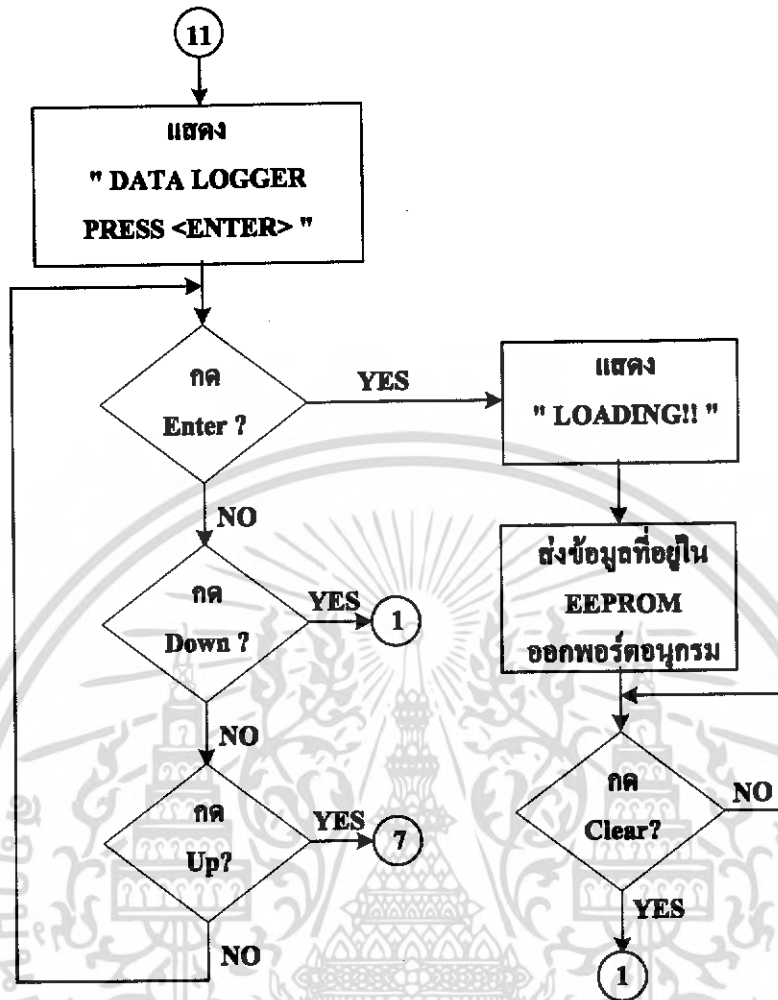 11
แสดง
" DATA LOGGER
PRESS <ENTER> "
กด
Enter ?
YES
แสดง
" LOADING!! "
NO
ส่งข้อมูลที่อยู่ใน
EEPROM
ออกพอร์ตอนุกรม
กด
Down ?
YES
1
NO
กด
Up?
YES
7
NO
กด
Clear?
NO
YES
1